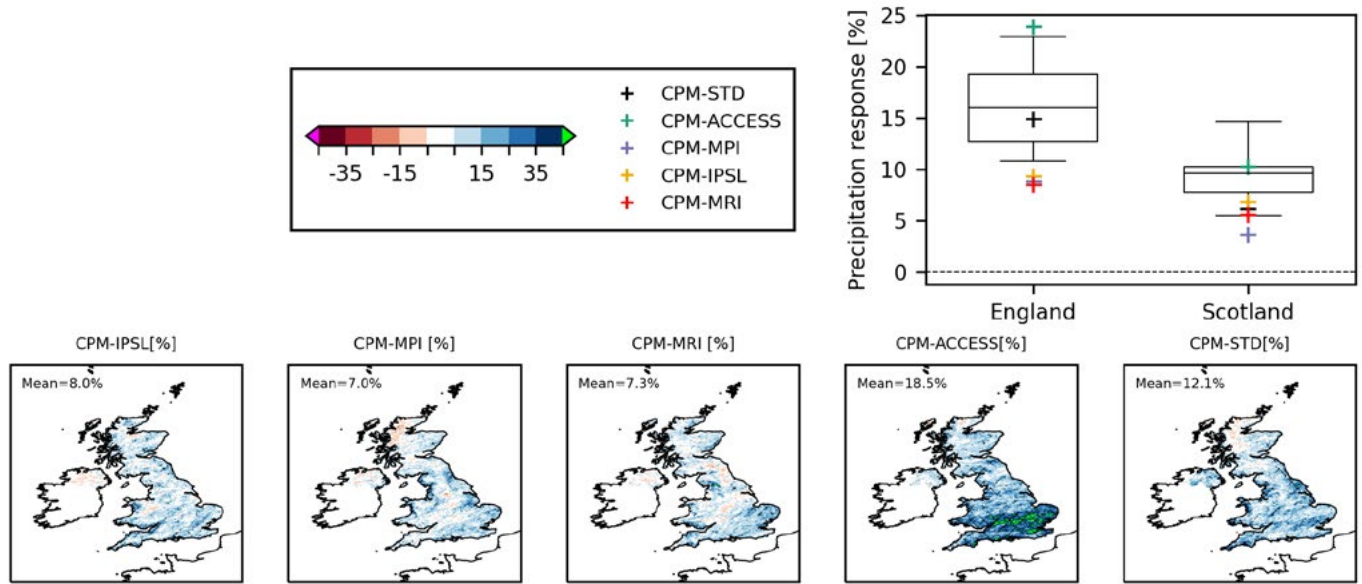 -35 -15 15 35
CPM-STD
CPM-ACCESS
CPM-MPI
CPM-IPSL
CPM-MRI
Precipitation response [%]
25
20
15
10
5
0
England Scotland
CPM-IPSL[%]
Mean=8.0%
CPM-MPI [%]
Mean=7.0%
CPM-MRI [%]
Mean=7.3%
CPM-ACCESS[%]
Mean=18.5%
CPM-STD[%]
Mean=12.1%